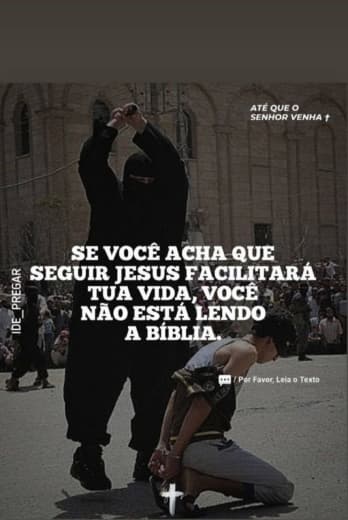 ATÉ QUE O
SENHOR VENHA ✝
SE VOCÊ ACHA QUE
SEGUIR JESUS FACILITARÁ
TUA VIDA, VOCÊ
NÃO ESTÁ LENDO
A BÍBLIA.
IDE_PREGAR
/ Por Favor, Leia o Texto